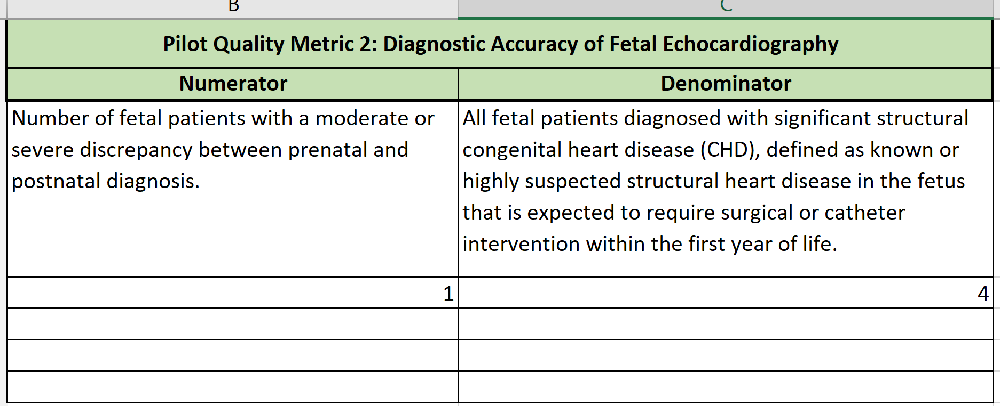 B C
Pilot Quality Metric 2: Diagnostic Accuracy of Fetal Echocardiography
Numerator Denominator
Number of fetal patients with a moderate or
severe discrepancy between prenatal and
postnatal diagnosis.
All fetal patients diagnosed with significant structural
congenital heart disease (CHD), defined as known or
highly suspected structural heart disease in the fetus
that is expected to require surgical or catheter
intervention within the first year of life.
1 4